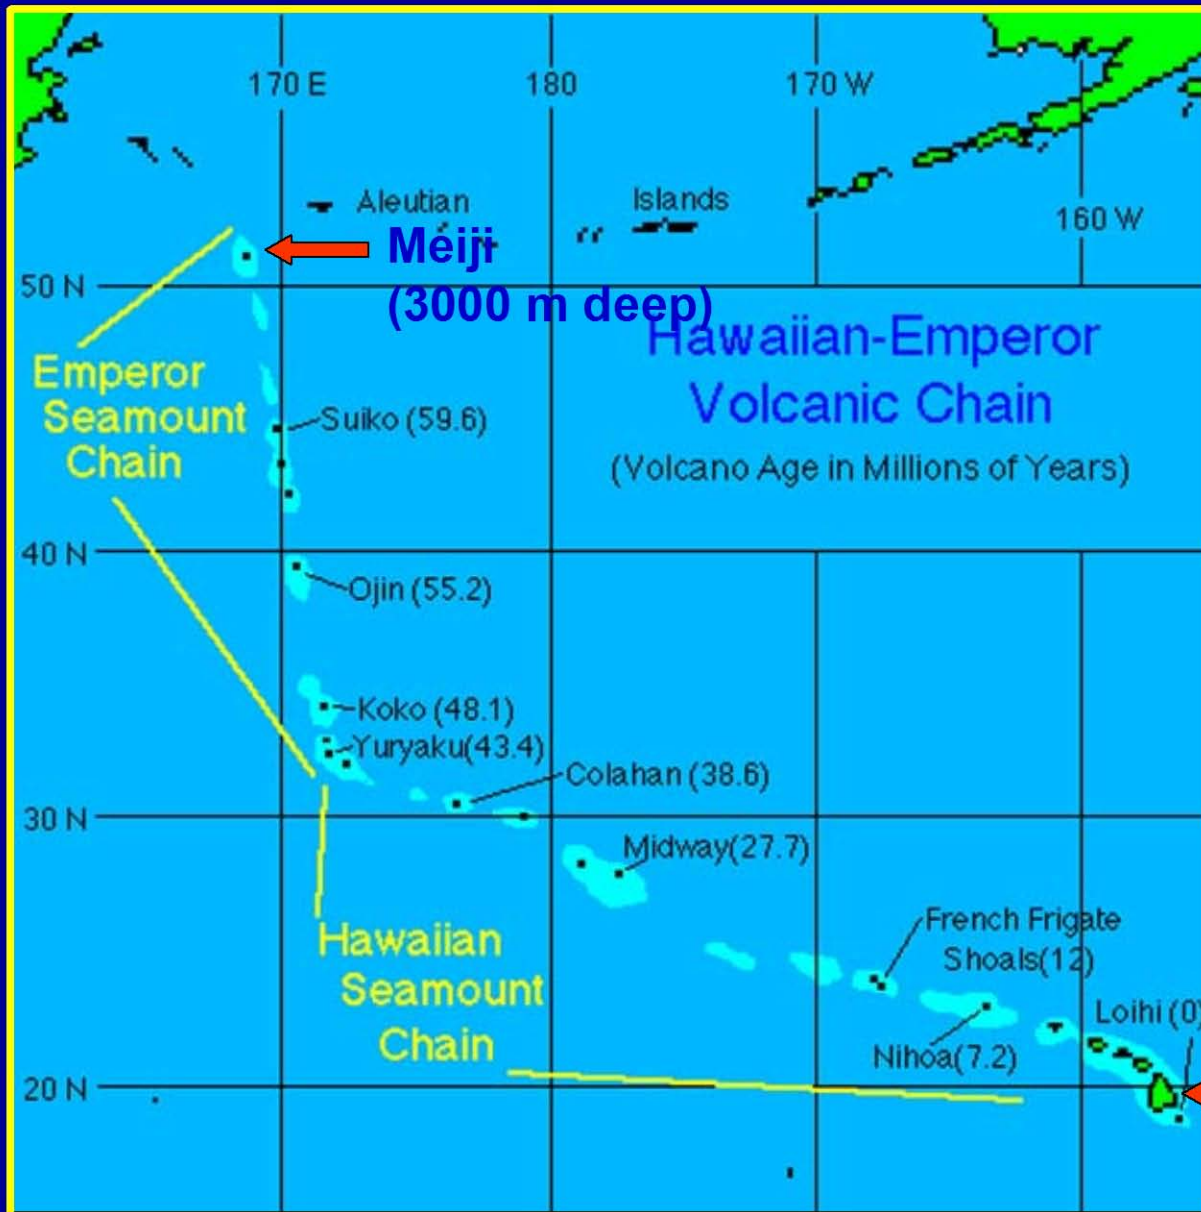 170 E
180
170 W
160 W
Aleutian
Islands
Meiji
(3000 m deep)
50 N
Hawaiian-Emperor
Volcanic Chain
(Volcano Age in Millions of Years)
Emperor
Seamount
Chain
Suiko (59.6)
40 N
Ojin (55.2)
Koko (48.1)
Yuryaku(43.4)
Colahan (38.6)
30 N
Midway(27.7)
French Frigate
Shoals(12)
Hawaiian
Seamount
Chain
Loihi (0)
Nihoa(7.2)
20 N